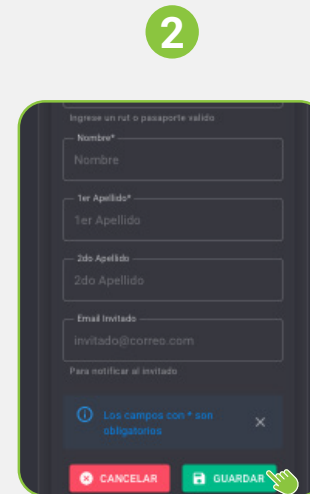 2
Ingrese un rut o pasaporte valido
Nombre*
Nombre
1er Apellido*
1er Apellido
2do Apellido
2do Apellido
Email Invitado
invitado@correo.com
Para notificar al invitado
Los campos con * son
obligatorios
CANCELAR
GUARDAR